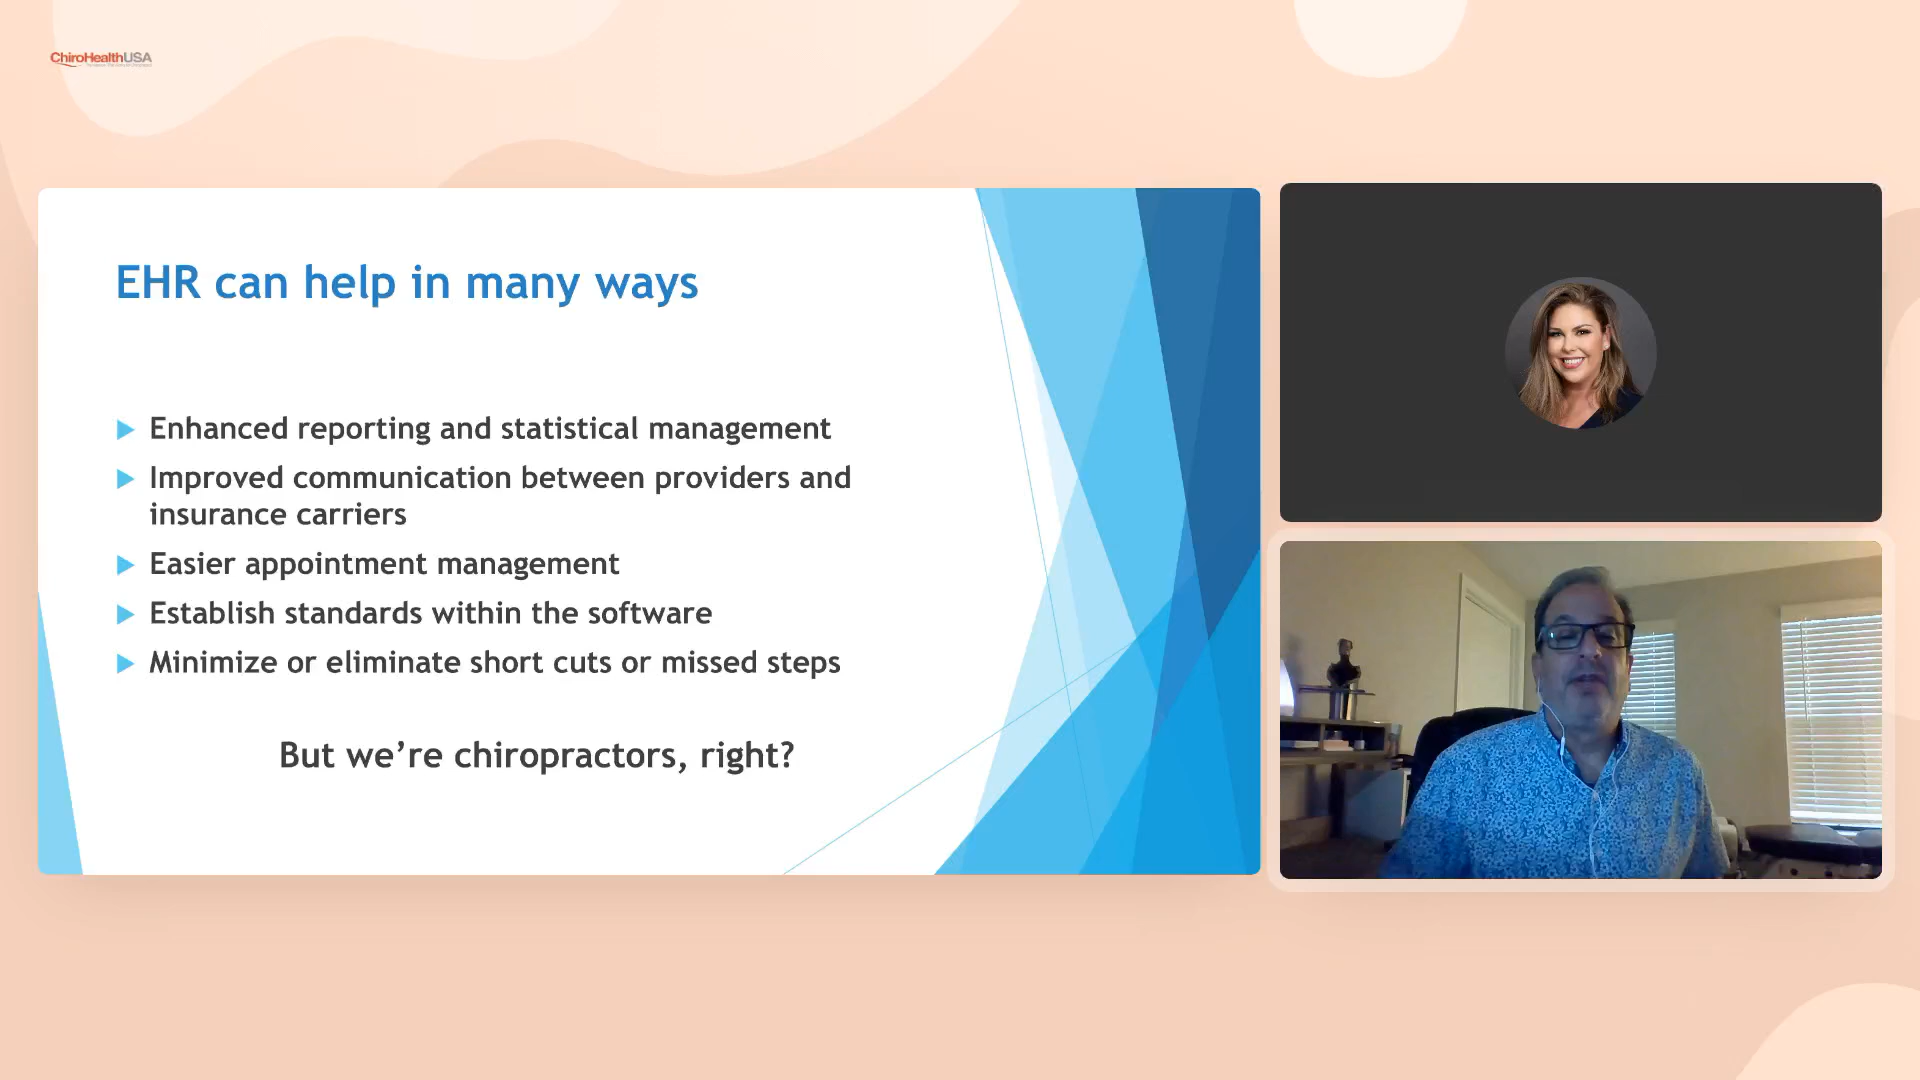 ChiroHealthUSA
EHR can help in many ways
Enhanced reporting and statistical management
Improved communication between providers and
insurance carriers
Easier appointment management
Establish standards within the software
Minimize or eliminate short cuts or missed steps
But we’re chiropractors, right?